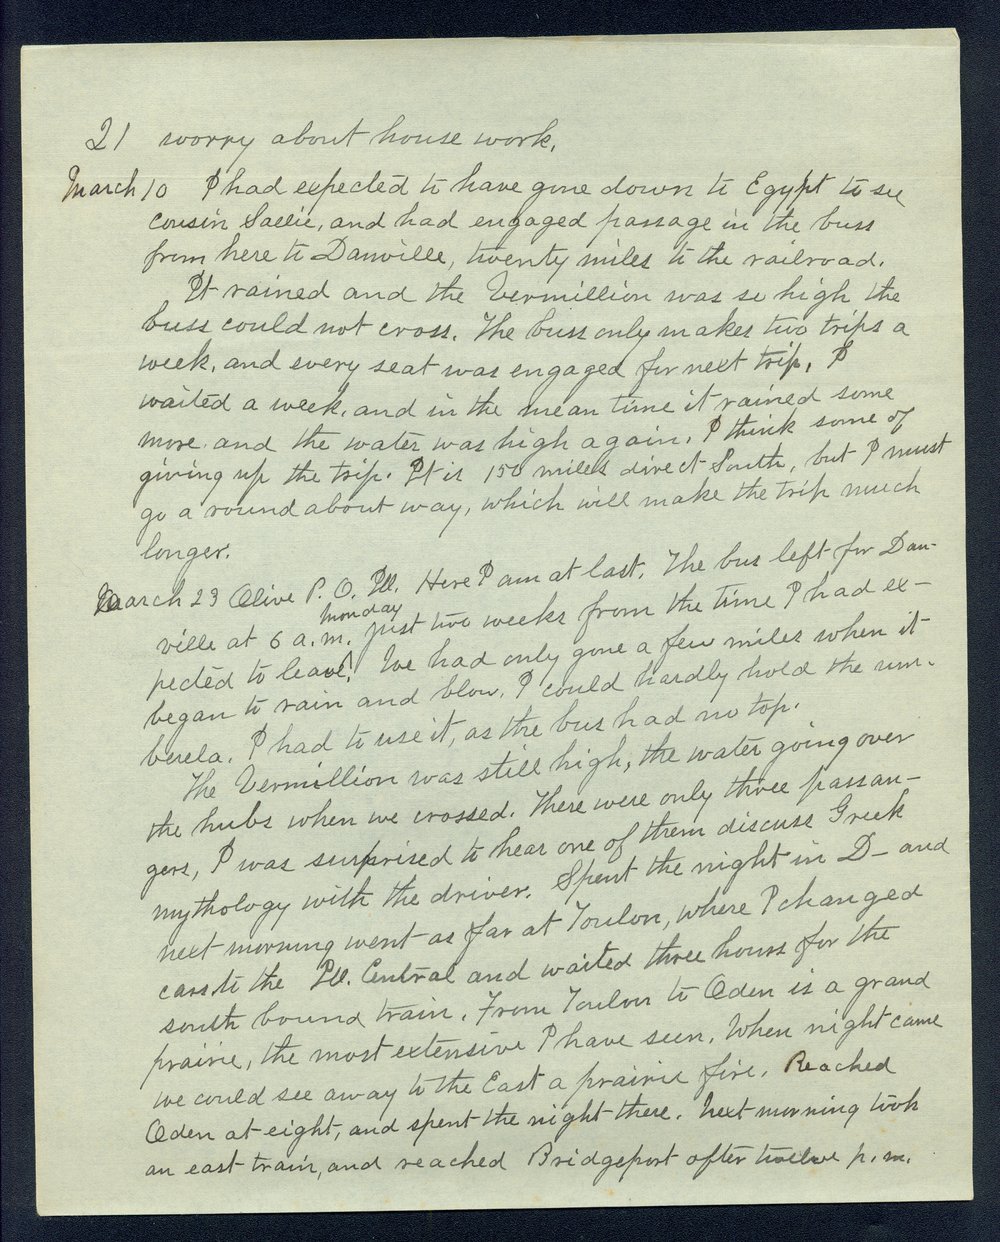 21 worry about house work.
March 10 I had expected to have gone down to Egypt to see
cousin Sallie, and had engaged passage in the buss
from here to Danville, twenty miles to the railroad.
It rained and the Vermillion was so high the
buss could not cross. The buss only makes two trips a
week, and every seat was engaged for next trip. I
waited a week, and in the mean time it rained some
more and the water was high again. I think some of
giving up the trip. It is 150 miles direct South, but I must
go a round about way, which will make the trip much
longer.
March 23 Olive P. O. Ill. Here I am at last. The bus left for Dan-
ville at 6 a.m. Monday just two weeks from the time I had ex-
pected to leave. We had only gone a few miles when it
began to rain and blow. I could hardly hold the um-
berela. I had to use it, as the bus had no top.
The Vermillion was still high, the water going over
the hubs when we crossed. There were only three passan-
gers, I was surprised to hear one of them discuss Greek
mythology with the driver. Spent the night in D- and
next morning went as far at Toulon, where I changed
cars to the Ill. Central and waited three hours for the
south bound train. From Toulon to Oden is a grand
prairie, the most extensive I have seen. When night came
we could see away to the East a prairie fire. Reached
Oden at eight, and spent the night there. Next morning took
an east train, and reached Bridgeport after twelve p.m.